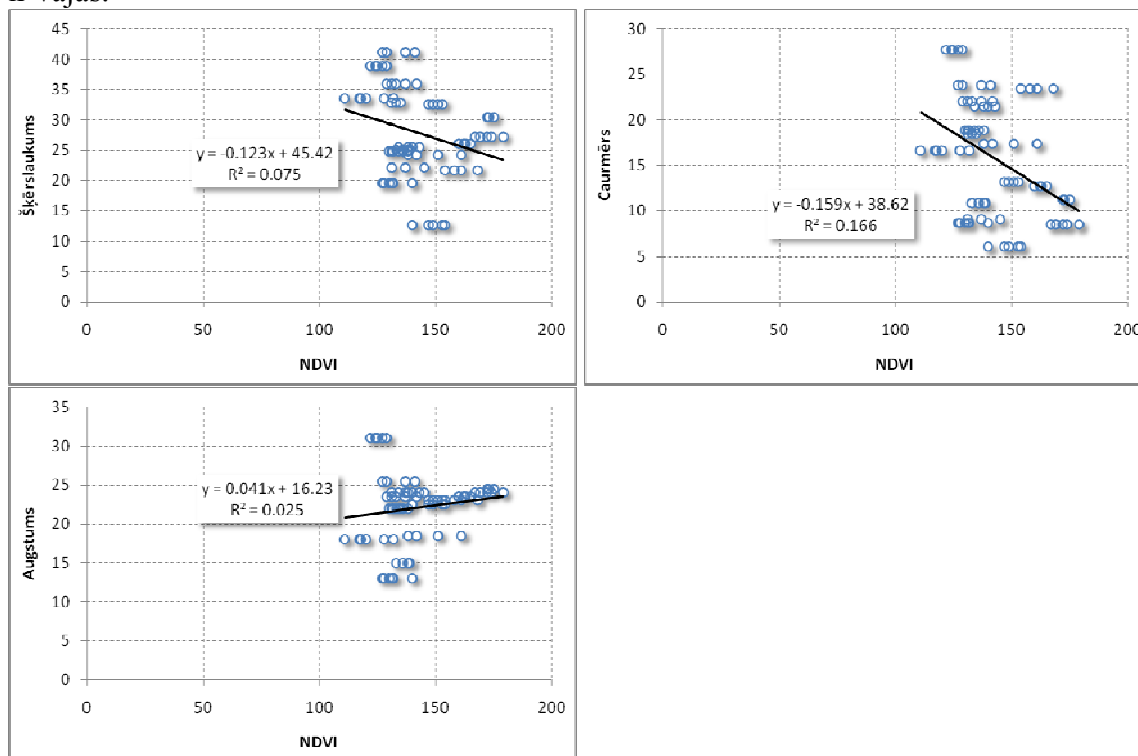 ir vājas.
Šķērslaukums
45
40
35
30
25
20
15
10
5
0
y = -0.123x + 45.42
R² = 0.075
0 50 100 150 200
NDVI
Caurmērs
30
25
20
15
10
5
0
y = -0.159x + 38.62
R² = 0.166
0 50 100 150 200
NDVI
Augstums
35
30
25
20
15
10
5
0
y = 0.041x + 16.23
R² = 0.025
0 50 100 150 200
NDVI